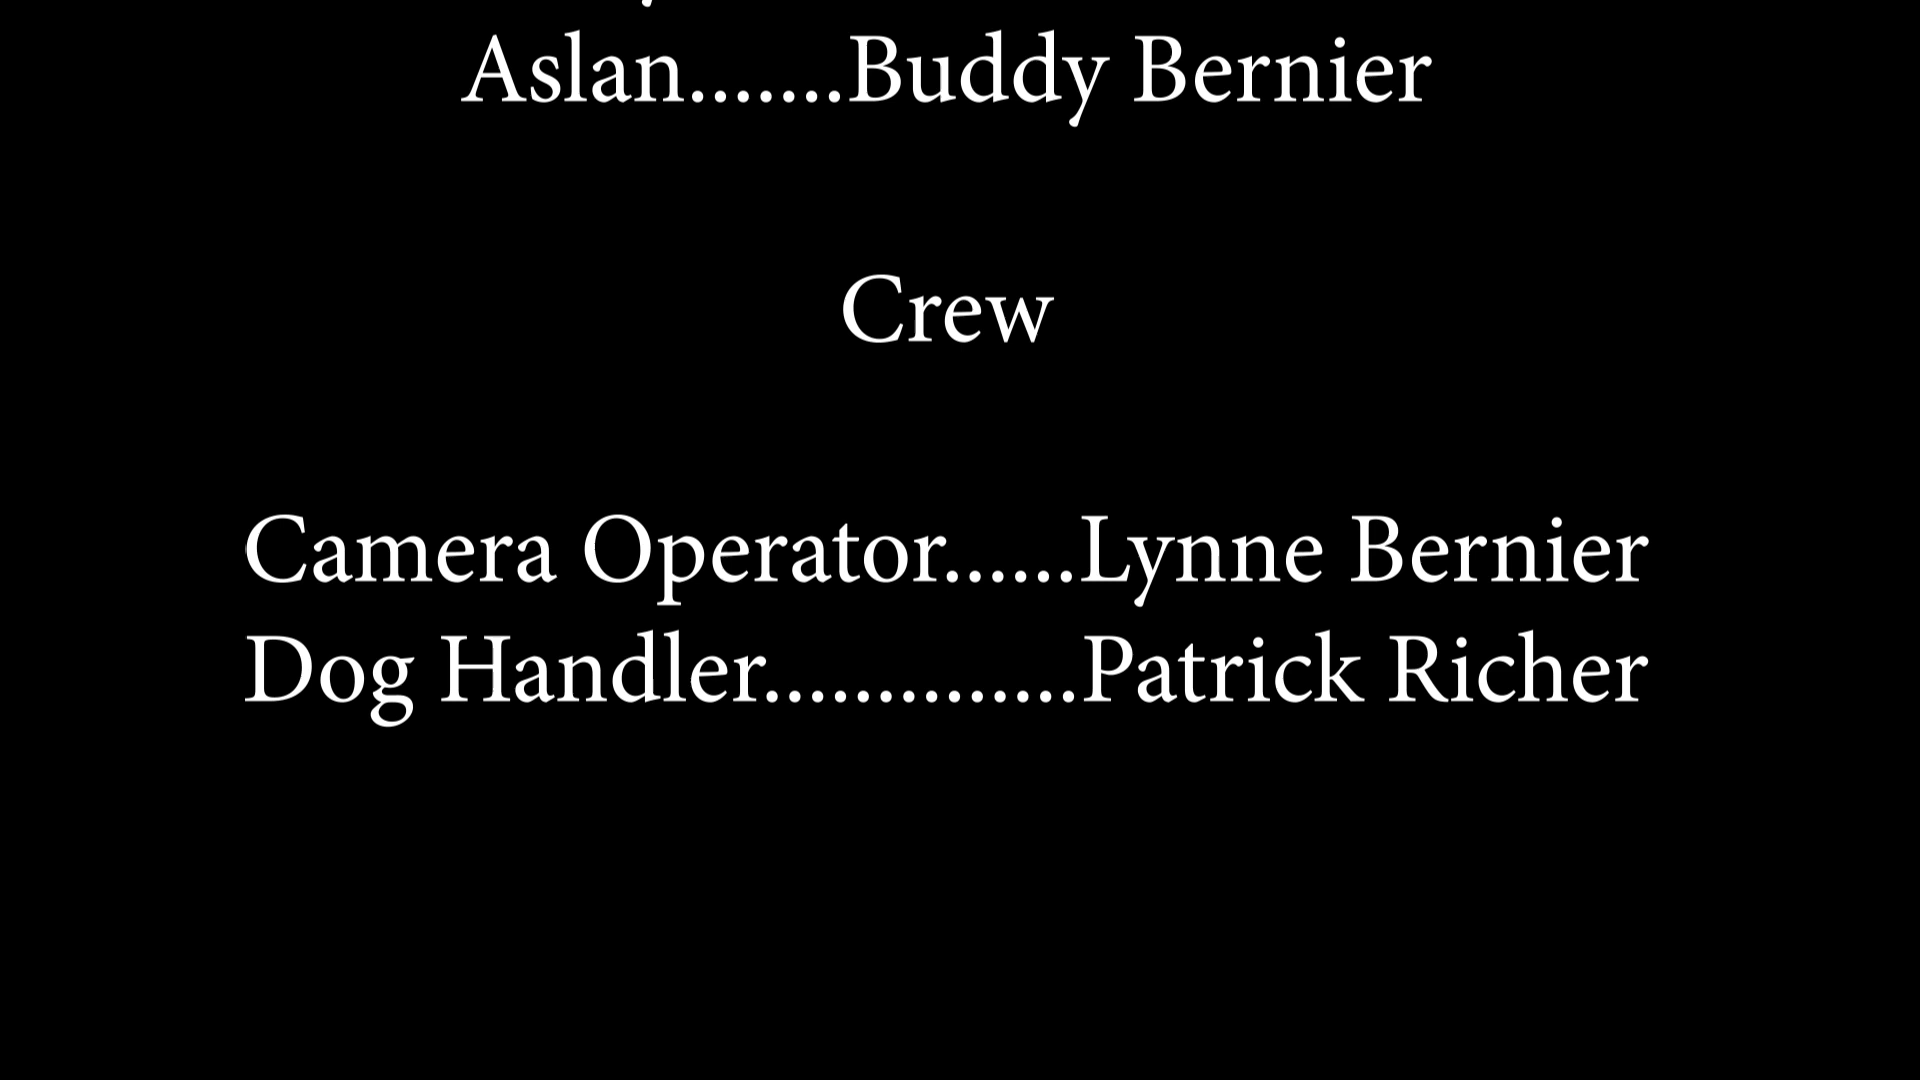 Aslan.......Buddy Bernier
Crew
Camera Operator......Lynne Bernier
Dog Handler..............Patrick Richer